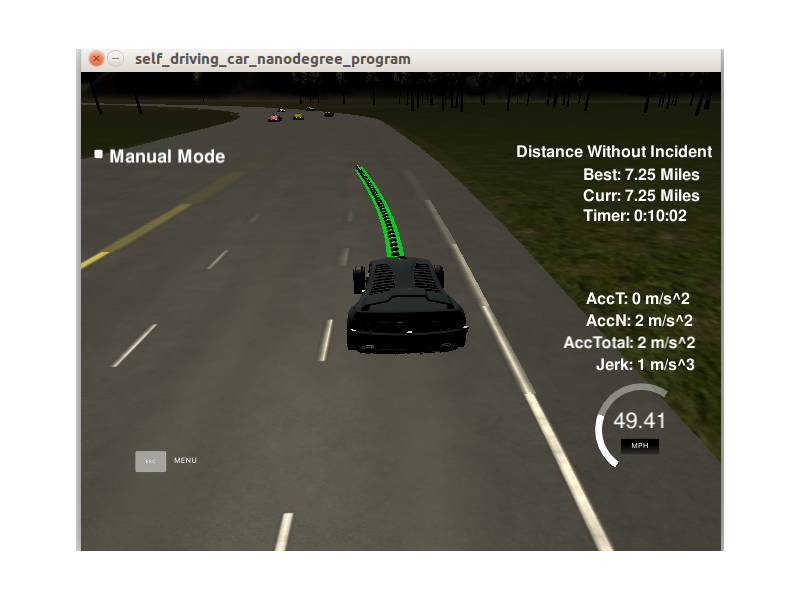 self_driving_car_nanodegree_program
Manual Mode
Distance Without Incident
Best: 7.25 Miles
Curr: 7.25 Miles
Timer: 0:10:02
AccT: 0 m/s^2
AccN: 2 m/s^2
AccTotal: 2 m/s^2
Jerk: 1 m/s^3
49.41
MPH
ESC MENU